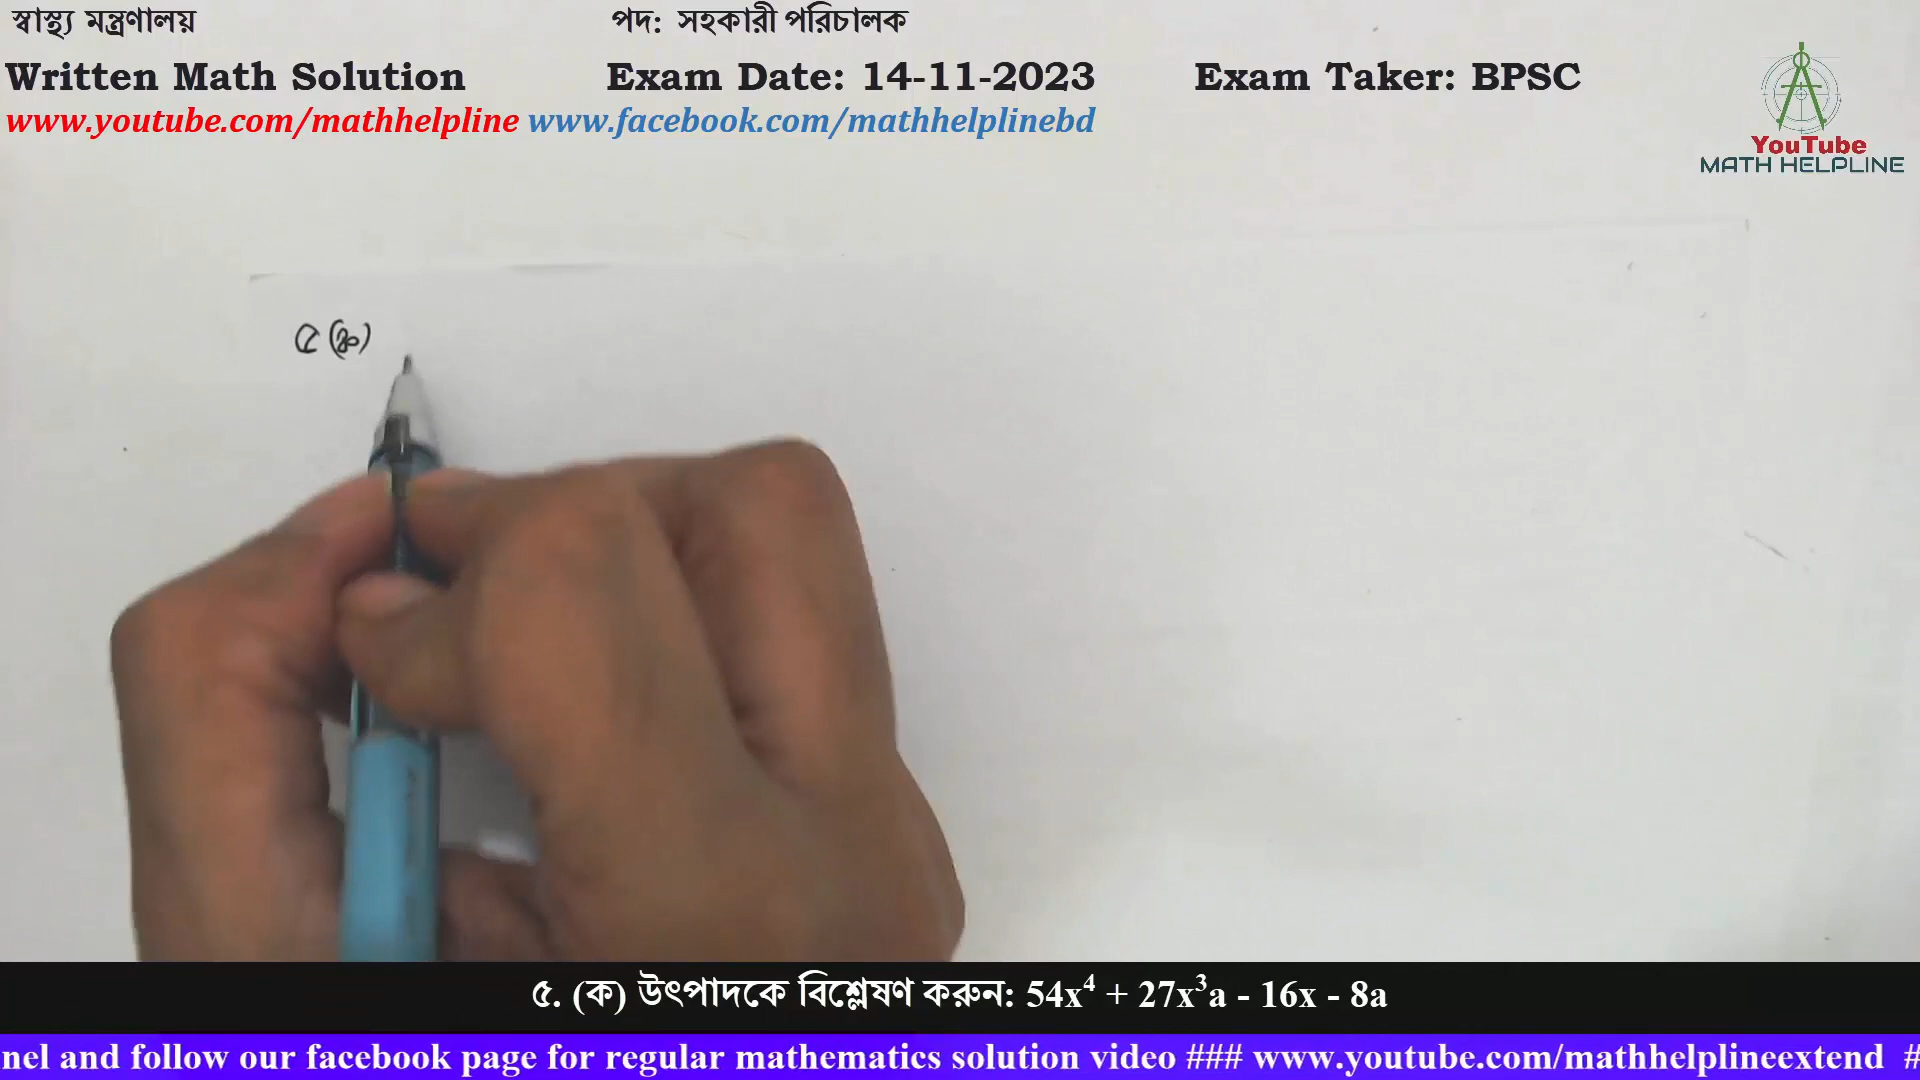 স্বাস্থ্য মন্ত্রণালয় পদ: সহকারী পরিচালক
Written Math Solution Exam Date: 14-11-2023 Exam Taker: BPSC
www.youtube.com/mathhelpline www.facebook.com/mathhelplinebd
YouTube
MATH HELPLINE
৫ (ক)
৫. (ক) উৎপাদকে বিশ্লেষণ করুন: 54x⁴ + 27x³a - 16x - 8a
nel and follow our facebook page for regular mathematics solution video ### www.youtube.com/mathhelplineextend #